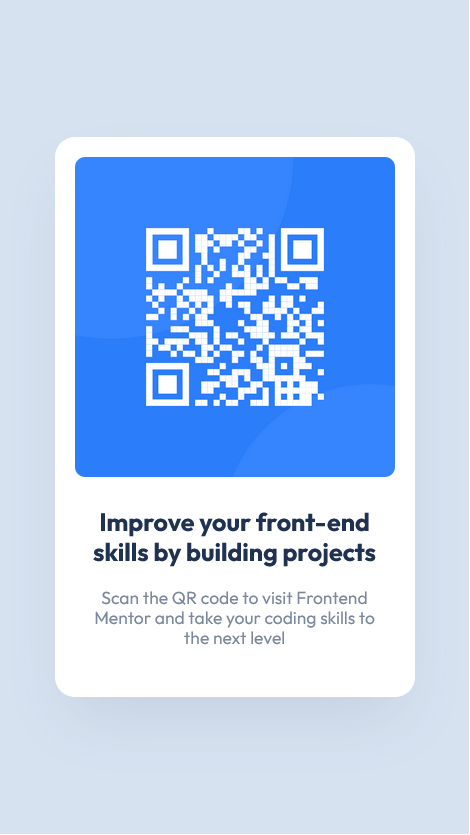 Improve your front-end
skills by building projects
Scan the QR code to visit Frontend
Mentor and take your coding skills to
the next level